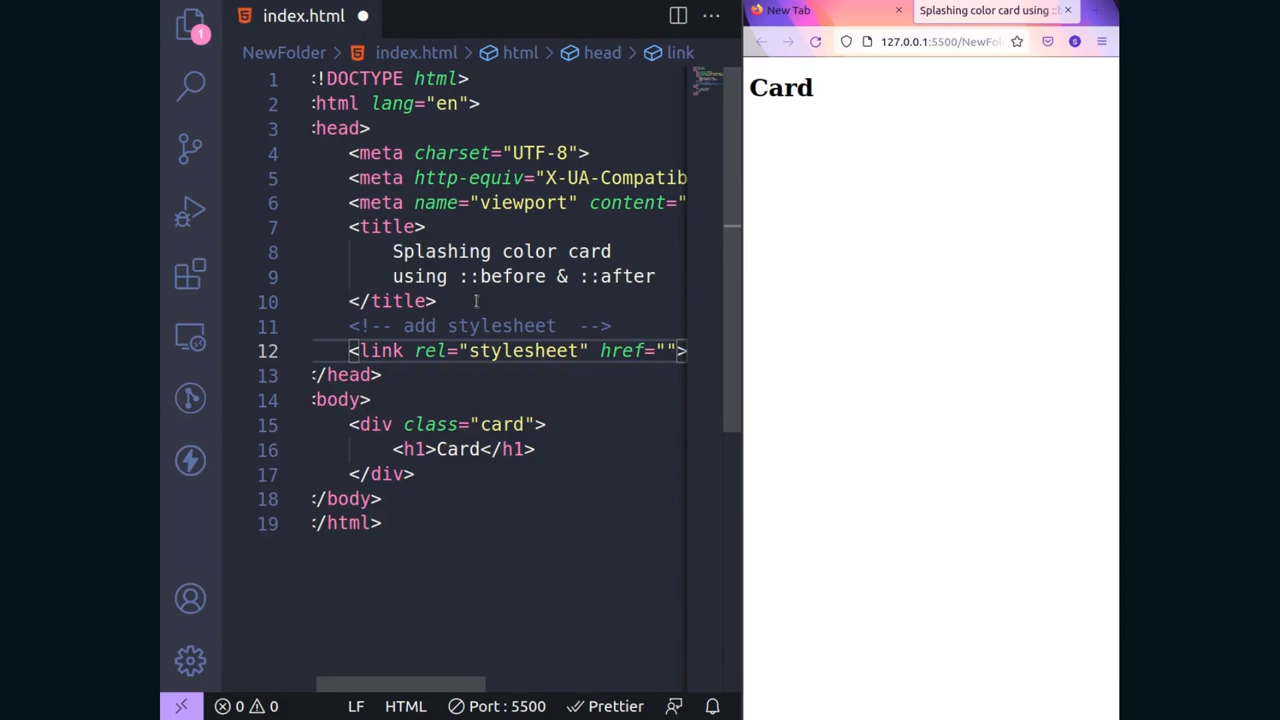 index.html
New Tab
Splashing color card using ::b
1
NewFolder index.html html head link
127.0.0.1:5500/NewFol
1 !DOCTYPE html>
2 html lang="en">
3 head>
4 <meta charset="UTF-8">
5 <meta http-equiv="X-UA-Compatib
6 <meta name="viewport" content="
7 <title>
8 Splashing color card
9 using ::before & ::after
10 </title>
11 <!-- add stylesheet -->
12 <link rel="stylesheet" href="">
13 /head>
14 body>
15 <div class="card">
16 <h1>Card</h1>
17 </div>
18 /body>
19 /html>
Card
0 0 LF HTML Port : 5500 Prettier